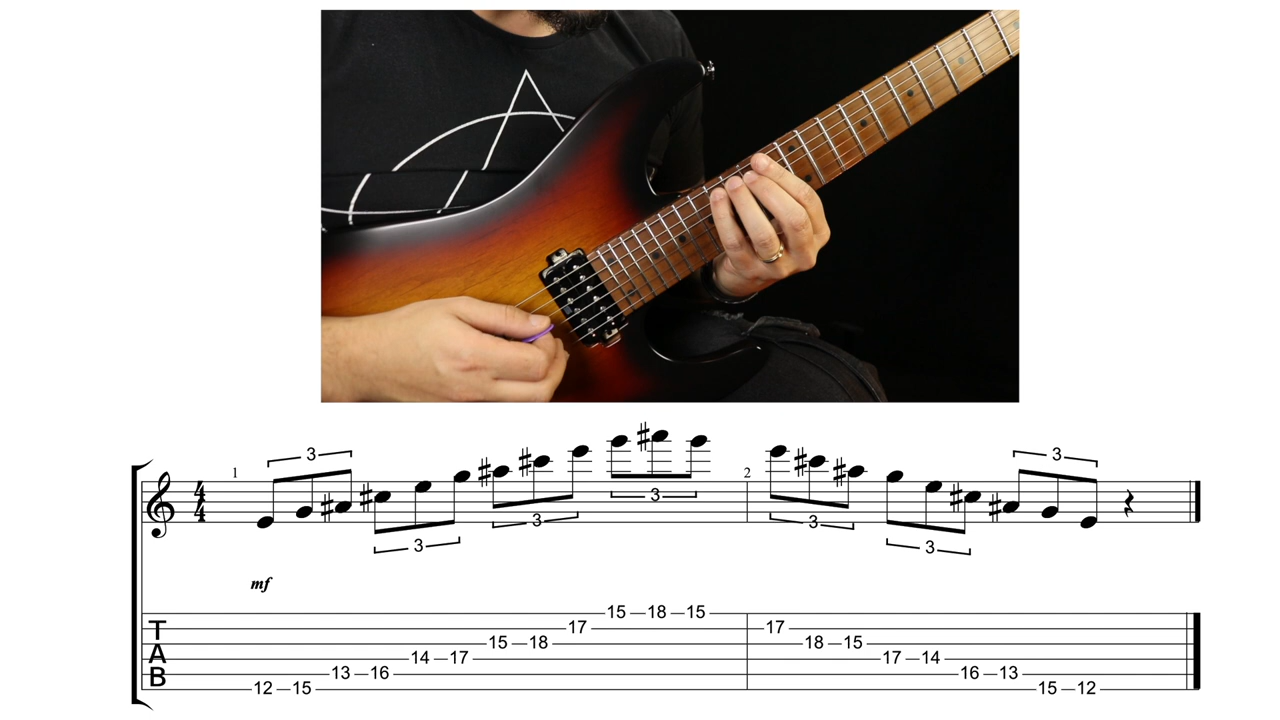 3 3
1 2
4
4
3 3 3
3 3
mf
15 18 15
T 17 17
15 18 18 15
A 14 17 17 14
13 16 16 13
B 12 15 15 12